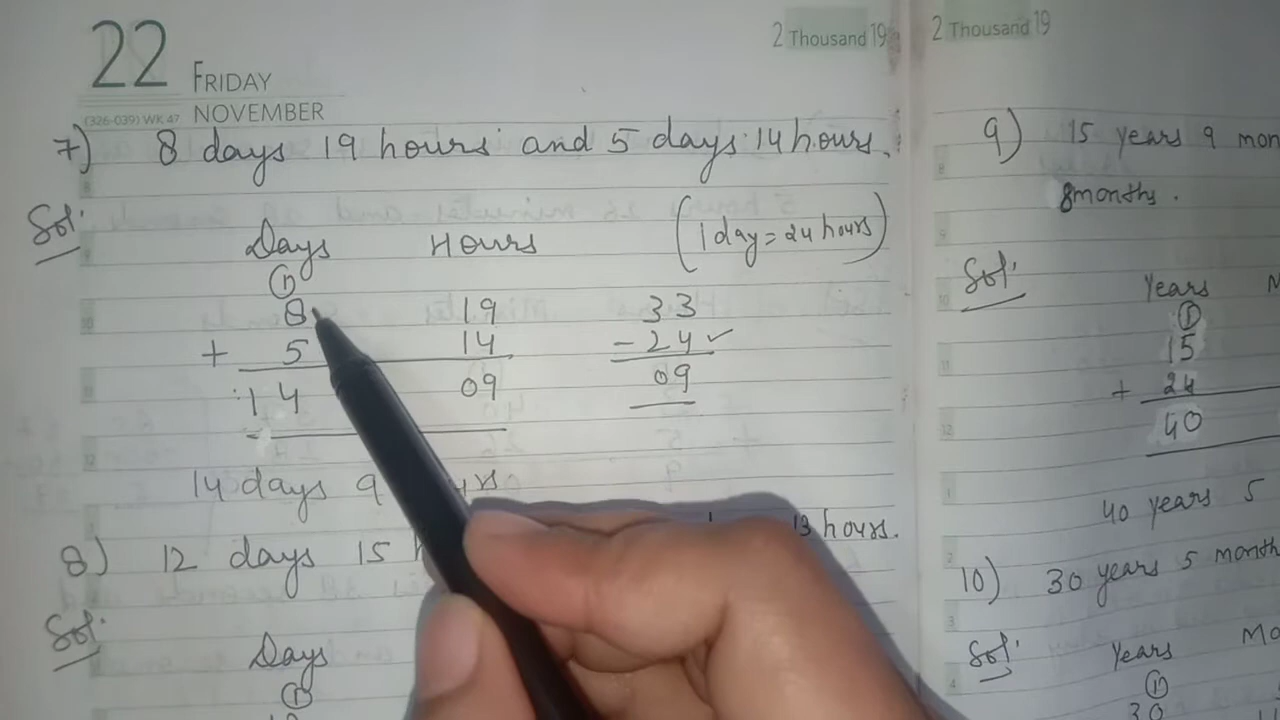 22 FRIDAY
(326-039) WK 47 NOVEMBER
2 Thousand 19
7) 8 days 19 hours and 5 days 14 hours.
Sol:
Days Hours (1 day = 24 hours)
1
8 19 33
+ 5 14 - 24 ✓
14 09 09
14 days 9
8) 12 days 15 13 hours.
Sol:
Days
1
2 Thousand 19
9) 15 years 9
8 months.
Sol:
Years
1
15
+ 24
40
40 years 5
10) 30 years 5 months
Sol:
Years
1
30